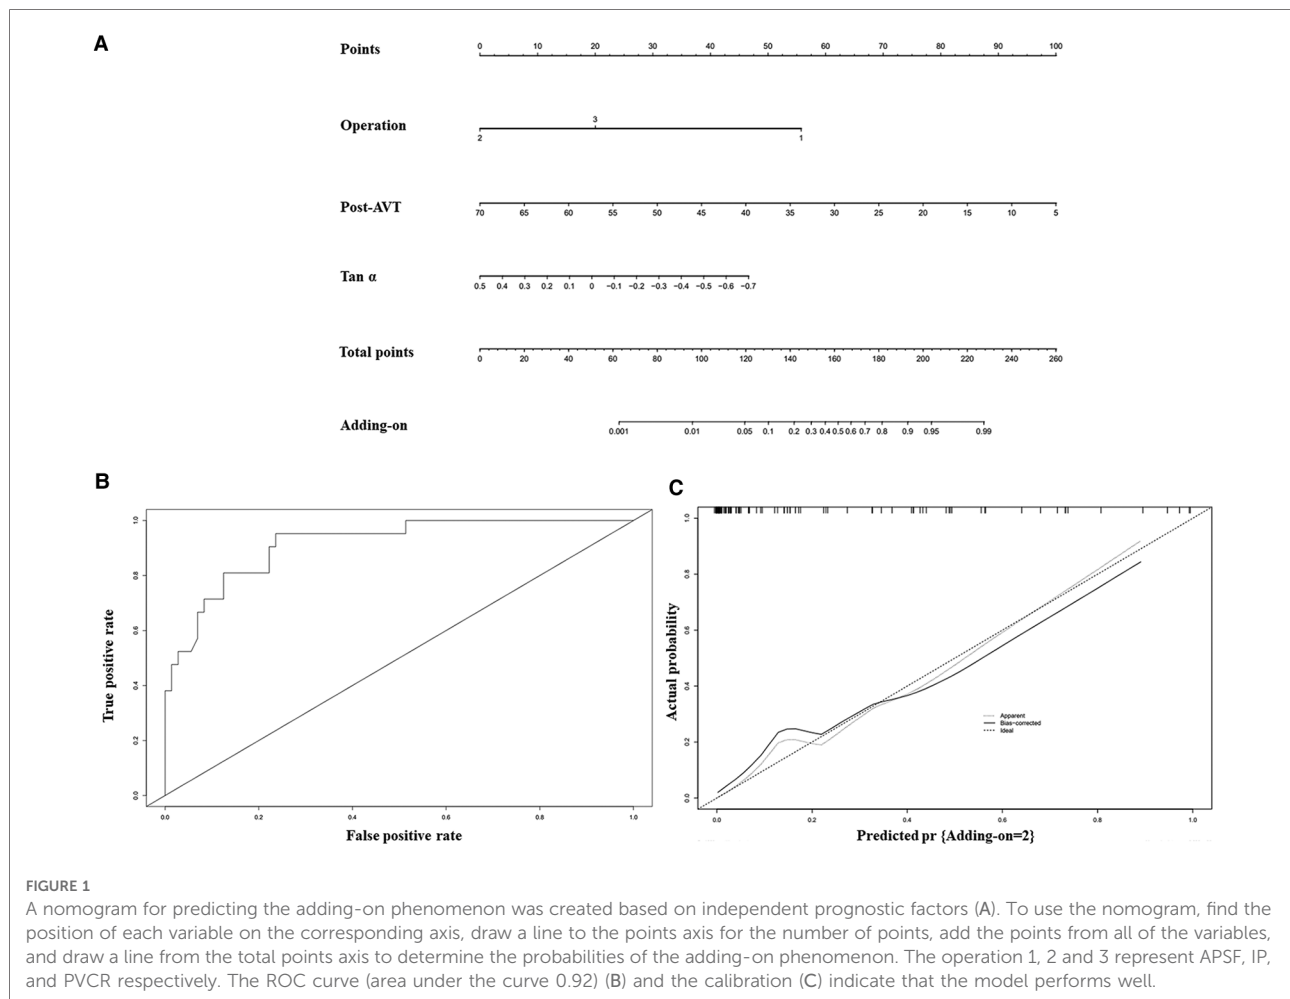 A
Points
0 10 20 30 40 50 60 70 80 90 100
Operation
3
2 1
Post-AVT
70 65 60 55 50 45 40 35 30 25 20 15 10 5
Tan α
0.5 0.4 0.3 0.2 0.1 0 −0.1 −0.2 −0.3 −0.4 −0.5 −0.6 −0.7
Total points
0 20 40 60 80 100 120 140 160 180 200 220 240 260
Adding-on
0.001 0.01 0.05 0.1 0.2 0.3 0.4 0.5 0.6 0.7 0.8 0.9 0.95 0.99
B
True positive rate
1.0
0.8
0.6
0.4
0.2
0.0
0.0 0.2 0.4 0.6 0.8 1.0
False positive rate
C
Actual probability
1.0
0.8
0.6
0.4
0.2
0.0
Apparent
Bias-corrected
Ideal
0.0 0.2 0.4 0.6 0.8 1.0
Predicted pr {Adding-on=2}
FIGURE 1
A nomogram for predicting the adding-on phenomenon was created based on independent prognostic factors (A). To use the nomogram, find the
position of each variable on the corresponding axis, draw a line to the points axis for the number of points, add the points from all of the variables,
and draw a line from the total points axis to determine the probabilities of the adding-on phenomenon. The operation 1, 2 and 3 represent APSF, IP,
and PVCR respectively. The ROC curve (area under the curve 0.92) (B) and the calibration (C) indicate that the model performs well.